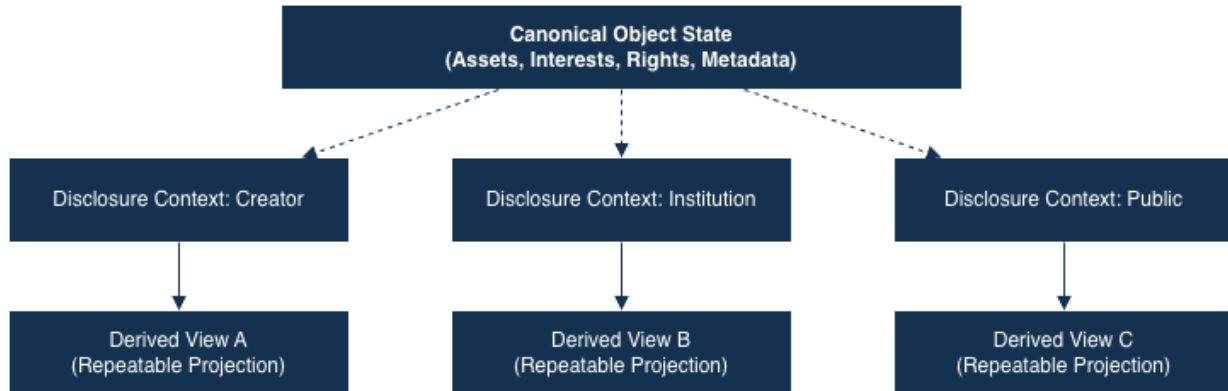 Canonical Object State
(Assets, Interests, Rights, Metadata)
Disclosure Context: Creator
Disclosure Context: Institution
Disclosure Context: Public
Derived View A
(Repeatable Projection)
Derived View B
(Repeatable Projection)
Derived View C
(Repeatable Projection)